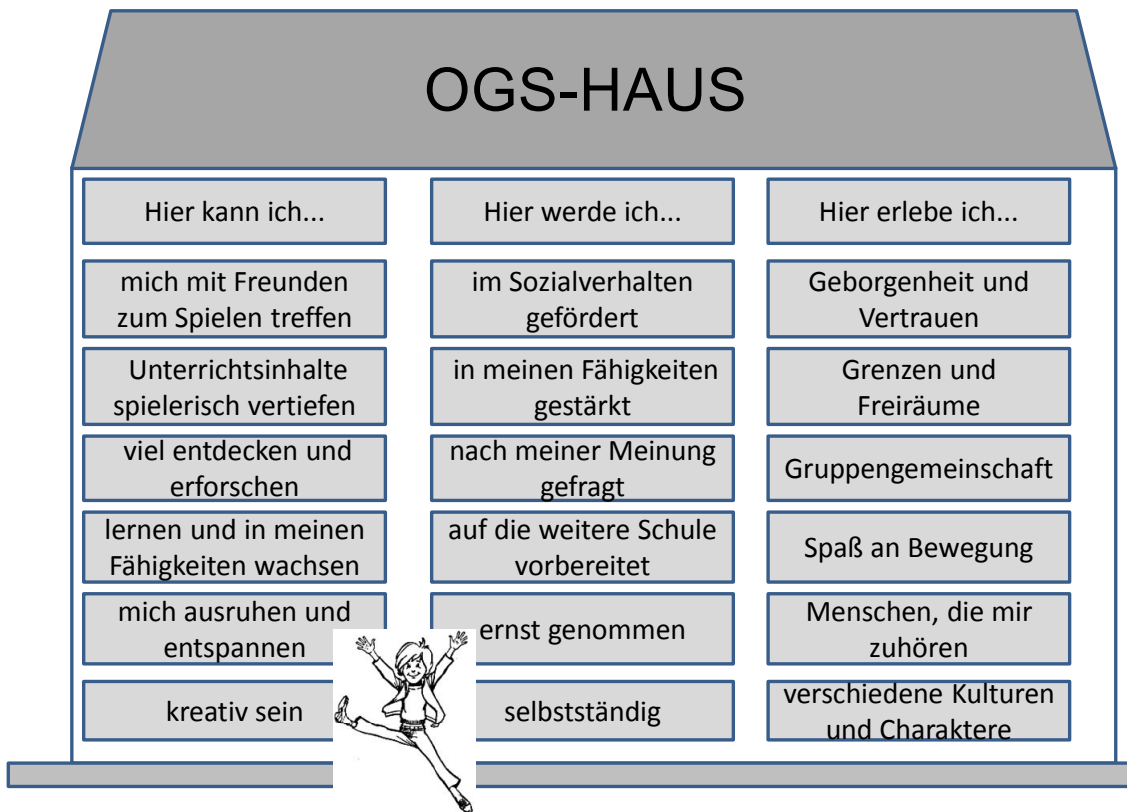 OGS-HAUS
Hier kann ich...
mich mit Freunden
zum Spielen treffen
Unterrichtsinhalte
spielerisch vertiefen
viel entdecken und
erforschen
lernen und in meinen
Fähigkeiten wachsen
mich ausruhen und
entspannen
kreativ sein
Hier werde ich...
im Sozialverhalten
gefördert
in meinen Fähigkeiten
gestärkt
nach meiner Meinung
gefragt
auf die weitere Schule
vorbereitet
ernst genommen
selbstständig
Hier erlebe ich...
Geborgenheit und
Vertrauen
Grenzen und
Freiräume
Gruppengemeinschaft
Spaß an Bewegung
Menschen, die mir
zuhören
verschiedene Kulturen
und Charaktere